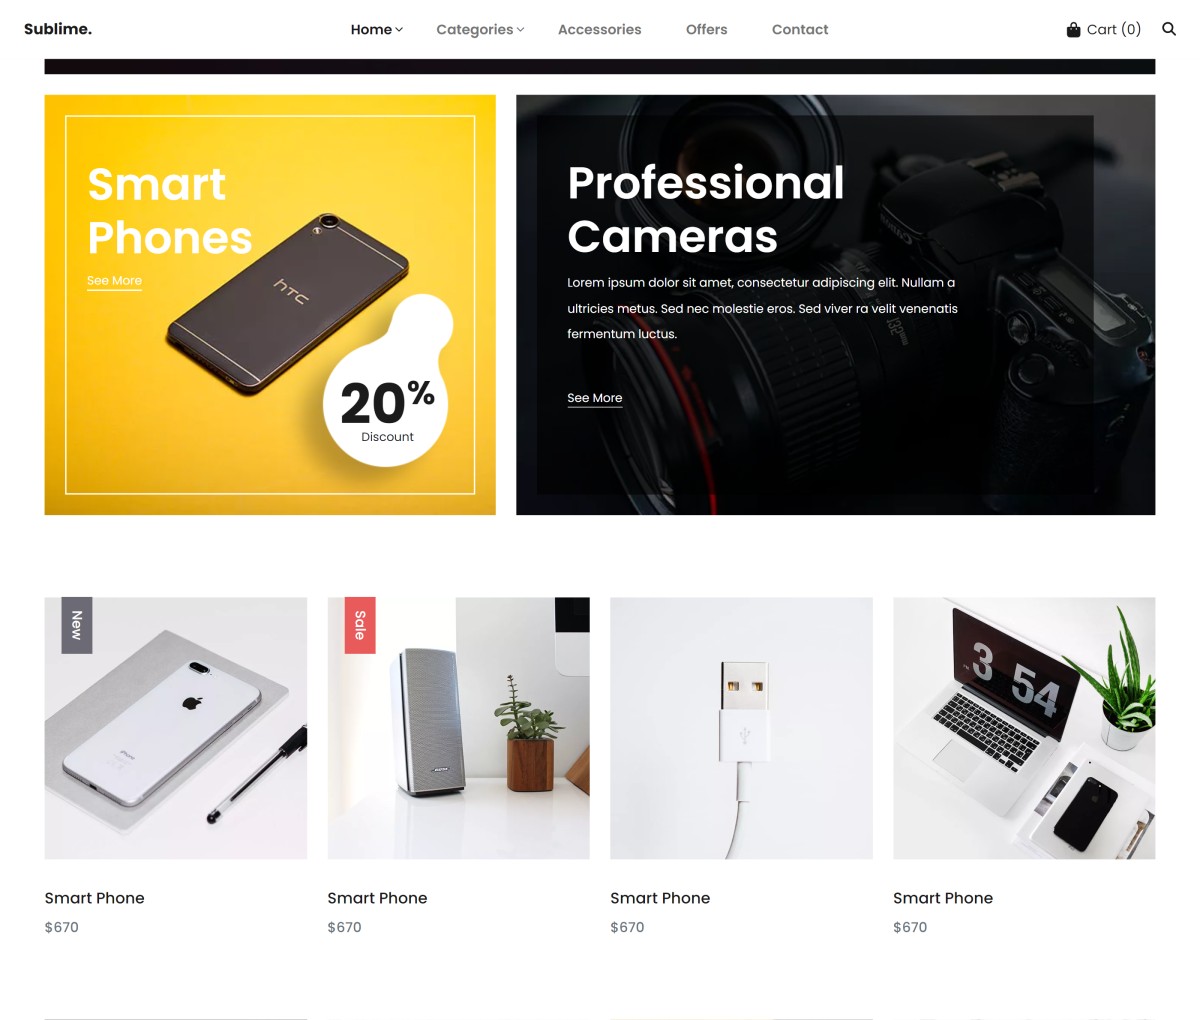 Sublime.
Home
Categories
Accessories
Offers
Contact
Cart (0)
Smart
Phones
See More
hTC
20%
Discount
Professional
Cameras
Lorem ipsum dolor sit amet, consectetur adipiscing elit. Nullam a
ultricies metus. Sed nec molestie eros. Sed viver ra velit venenatis
fermentum luctus.
See More
New
iPhone
Sale
3 54
Smart Phone
Smart Phone
Smart Phone
Smart Phone
$670
$670
$670
$670